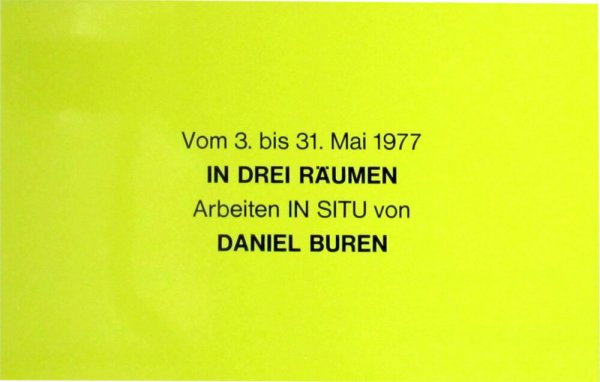 Vom 3. bis 31. Mai 1977
IN DREI RÄUMEN
Arbeiten IN SITU von
DANIEL BUREN